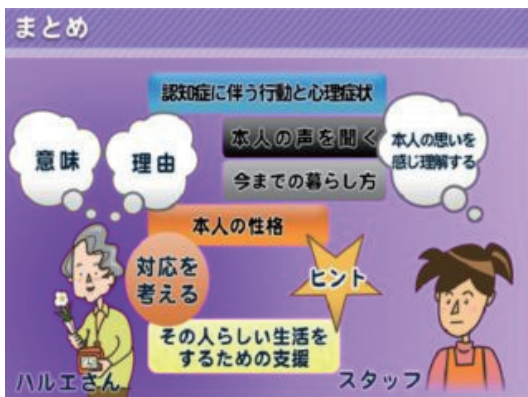 まとめ
認知症に伴う行動と心理症状
本人の声を聞く
今までの暮らし方
意味
理由
本人の思いを
感じ理解する
本人の性格
対応を
考える
ヒント
その人らしい生活を
するための支援
ハルエさん
スタッフ